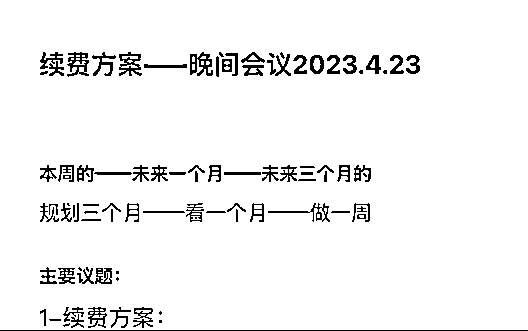 续费方案——晚间会议2023.4.23
本周的——未来一个月——未来三个月的
规划三个月——看一个月——做一周
主要议题：
1–续费方案：